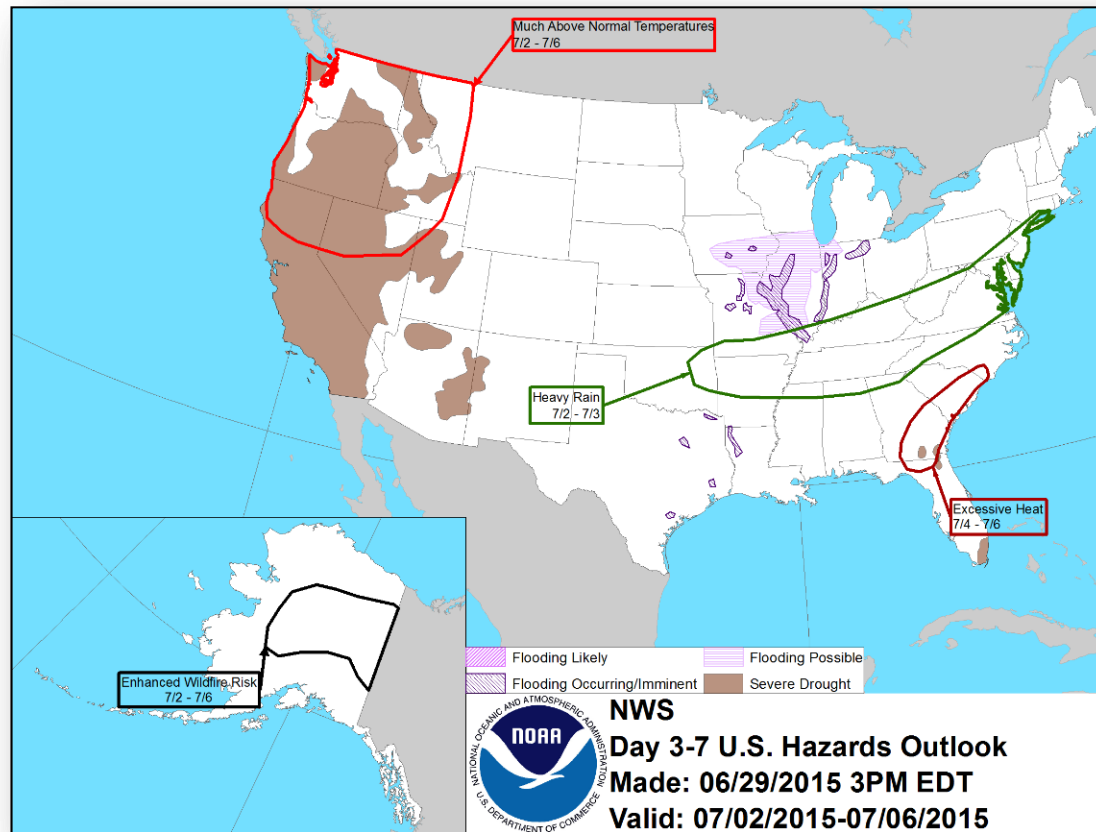 Much Above Normal Temperatures
7/2 - 7/6
Heavy Rain
7/2 - 7/3
Excessive Heat
7/4 - 7/6
Enhanced Wildfire Risk
7/2 - 7/6
Flooding Likely
Flooding Possible
Flooding Occurring/Imminent
Severe Drought
NATIONAL OCEANIC AND ATMOSPHERIC ADMINISTRATION
NOAA
U.S. DEPARTMENT OF COMMERCE
NWS
Day 3-7 U.S. Hazards Outlook
Made: 06/29/2015 3PM EDT
Valid: 07/02/2015-07/06/2015